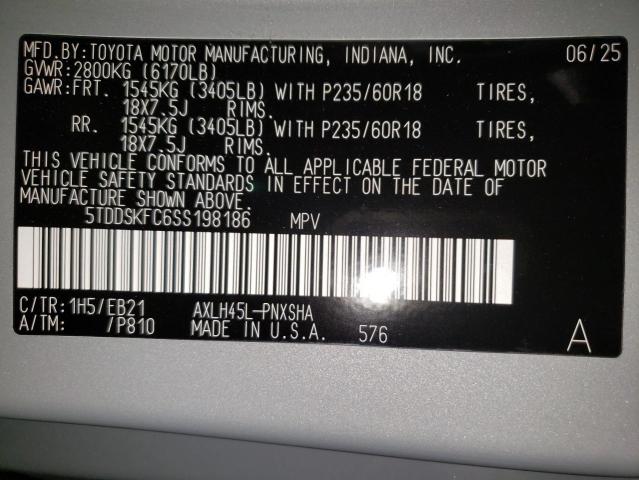 MFD.BY:TOYOTA MOTOR MANUFACTURING, INDIANA, INC. 06/25
GVWR:2800KG (6170LB)
GAWR:FRT. 1545KG (3405LB) WITH P235/60R18 TIRES,
18X7.5J RIMS.
RR. 1545KG (3405LB) WITH P235/60R18 TIRES,
18X7.5J RIMS.
THIS VEHICLE CONFORMS TO ALL APPLICABLE FEDERAL MOTOR
VEHICLE SAFETY STANDARDS IN EFFECT ON THE DATE OF
MANUFACTURE SHOWN ABOVE.
5TDDSKFC6SS198186 MPV
C/TR:1H5/EB21 AXLH45L-PNXSHA
A/TM: /P810 MADE IN U.S.A. 576 A